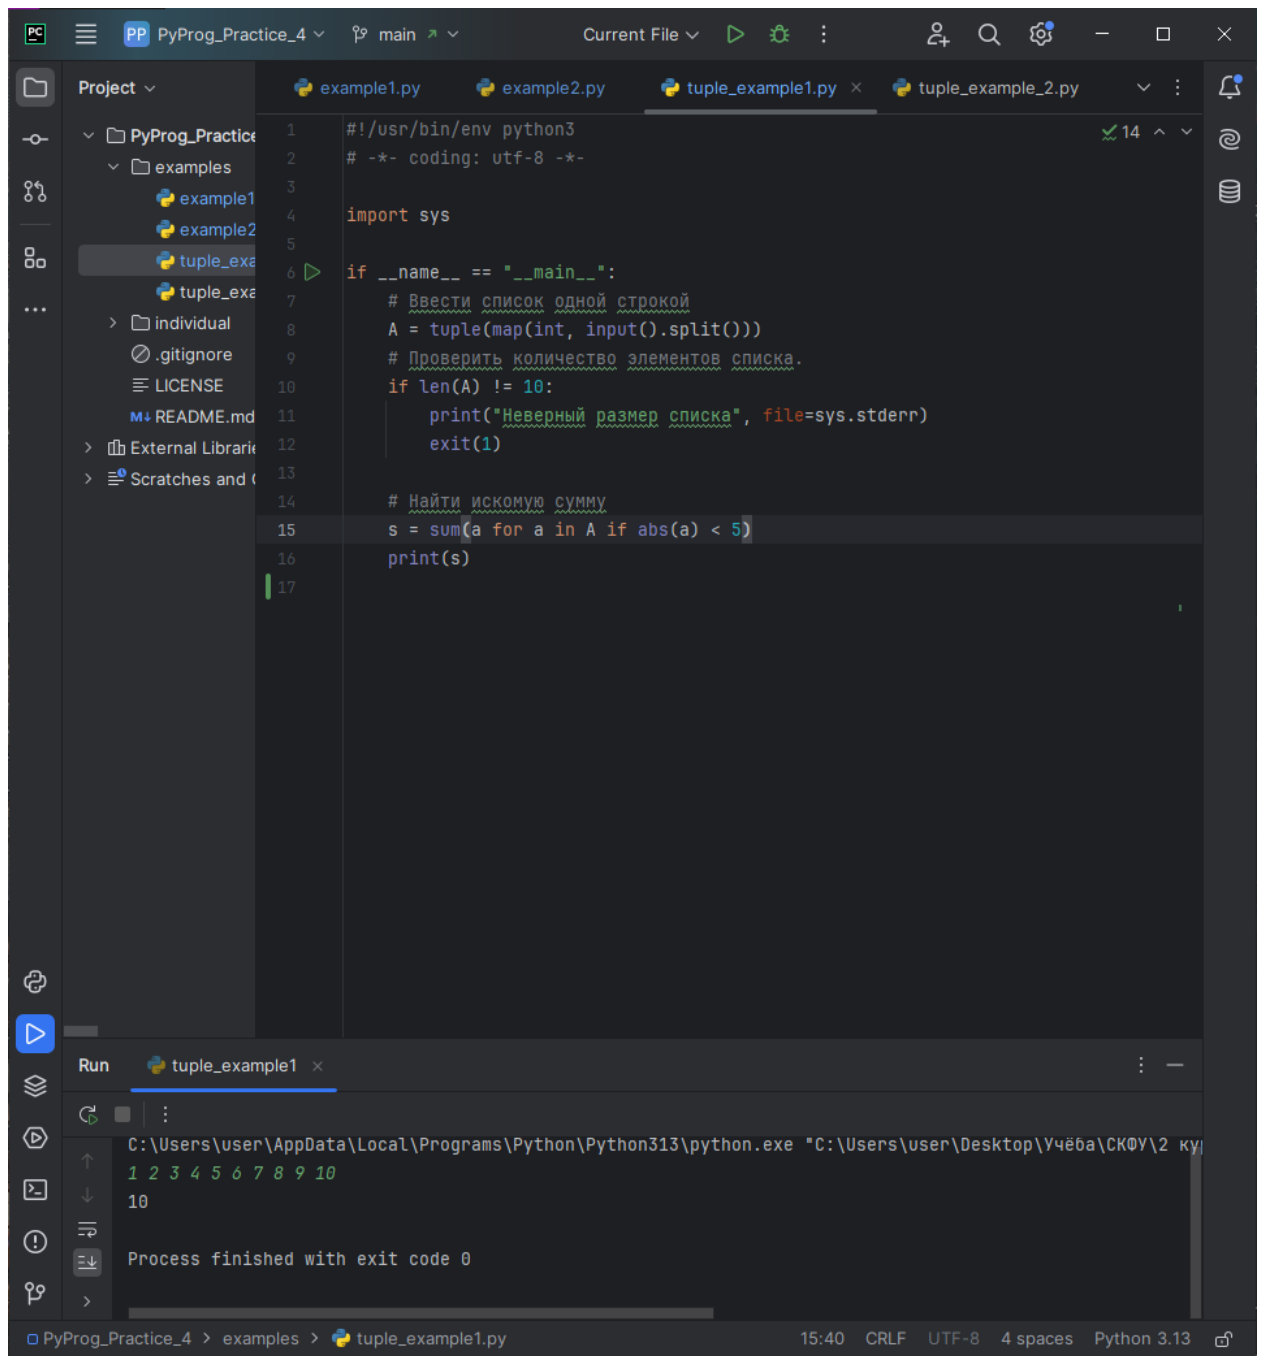 PC
PP PyProg_Practice_4 main Current File
Project
example1.py example2.py tuple_example1.py tuple_example_2.py
PyProg_Practice
examples
example1
example2
tuple_exa
tuple_exa
individual
.gitignore
LICENSE
M↓ README.md
External Librarie
Scratches and
14
1 #!/usr/bin/env python3
2 # -*- coding: utf-8 -*-
3
4 import sys
5
6 if __name__ == "__main__":
7 # Ввести список одной строкой
8 A = tuple(map(int, input().split()))
9 # Проверить количество элементов списка.
10 if len(A) != 10:
11 print("Неверный размер списка", file=sys.stderr)
12 exit(1)
13
14 # Найти искомую сумму
15 s = sum(a for a in A if abs(a) < 5)
16 print(s)
17
Run tuple_example1
C:\Users\user\AppData\Local\Programs\Python\Python313\python.exe "C:\Users\user\Desktop\Учёба\СКФУ\2 ку
1 2 3 4 5 6 7 8 9 10
10
Process finished with exit code 0
PyProg_Practice_4 > examples > tuple_example1.py 15:40 CRLF UTF-8 4 spaces Python 3.13